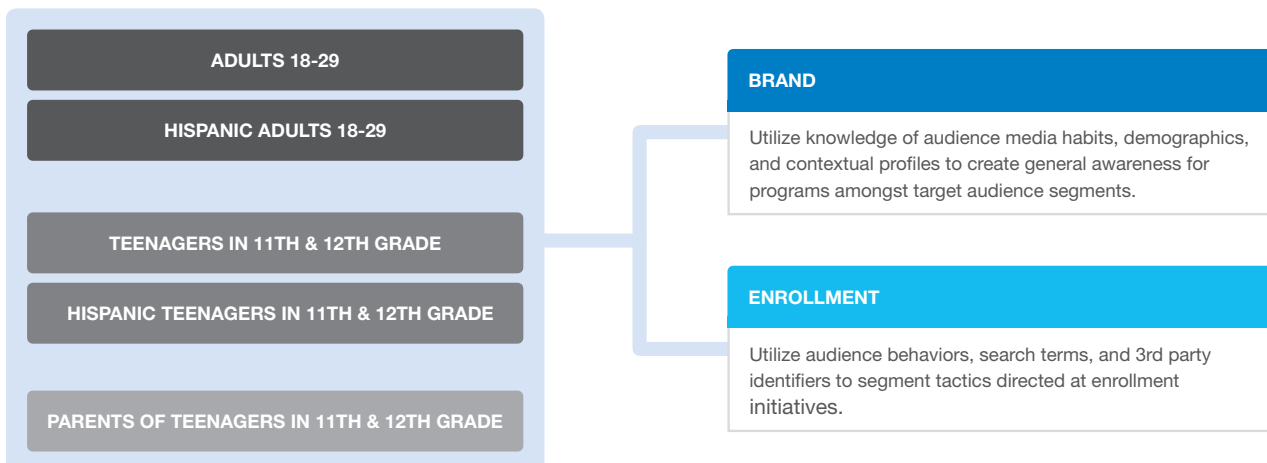 ADULTS 18-29
HISPANIC ADULTS 18-29
TEENAGERS IN 11TH & 12TH GRADE
HISPANIC TEENAGERS IN 11TH & 12TH GRADE
PARENTS OF TEENAGERS IN 11TH & 12TH GRADE
BRAND
Utilize knowledge of audience media habits, demographics,
and contextual profiles to create general awareness for
programs amongst target audience segments.
ENROLLMENT
Utilize audience behaviors, search terms, and 3rd party
identifiers to segment tactics directed at enrollment
initiatives.